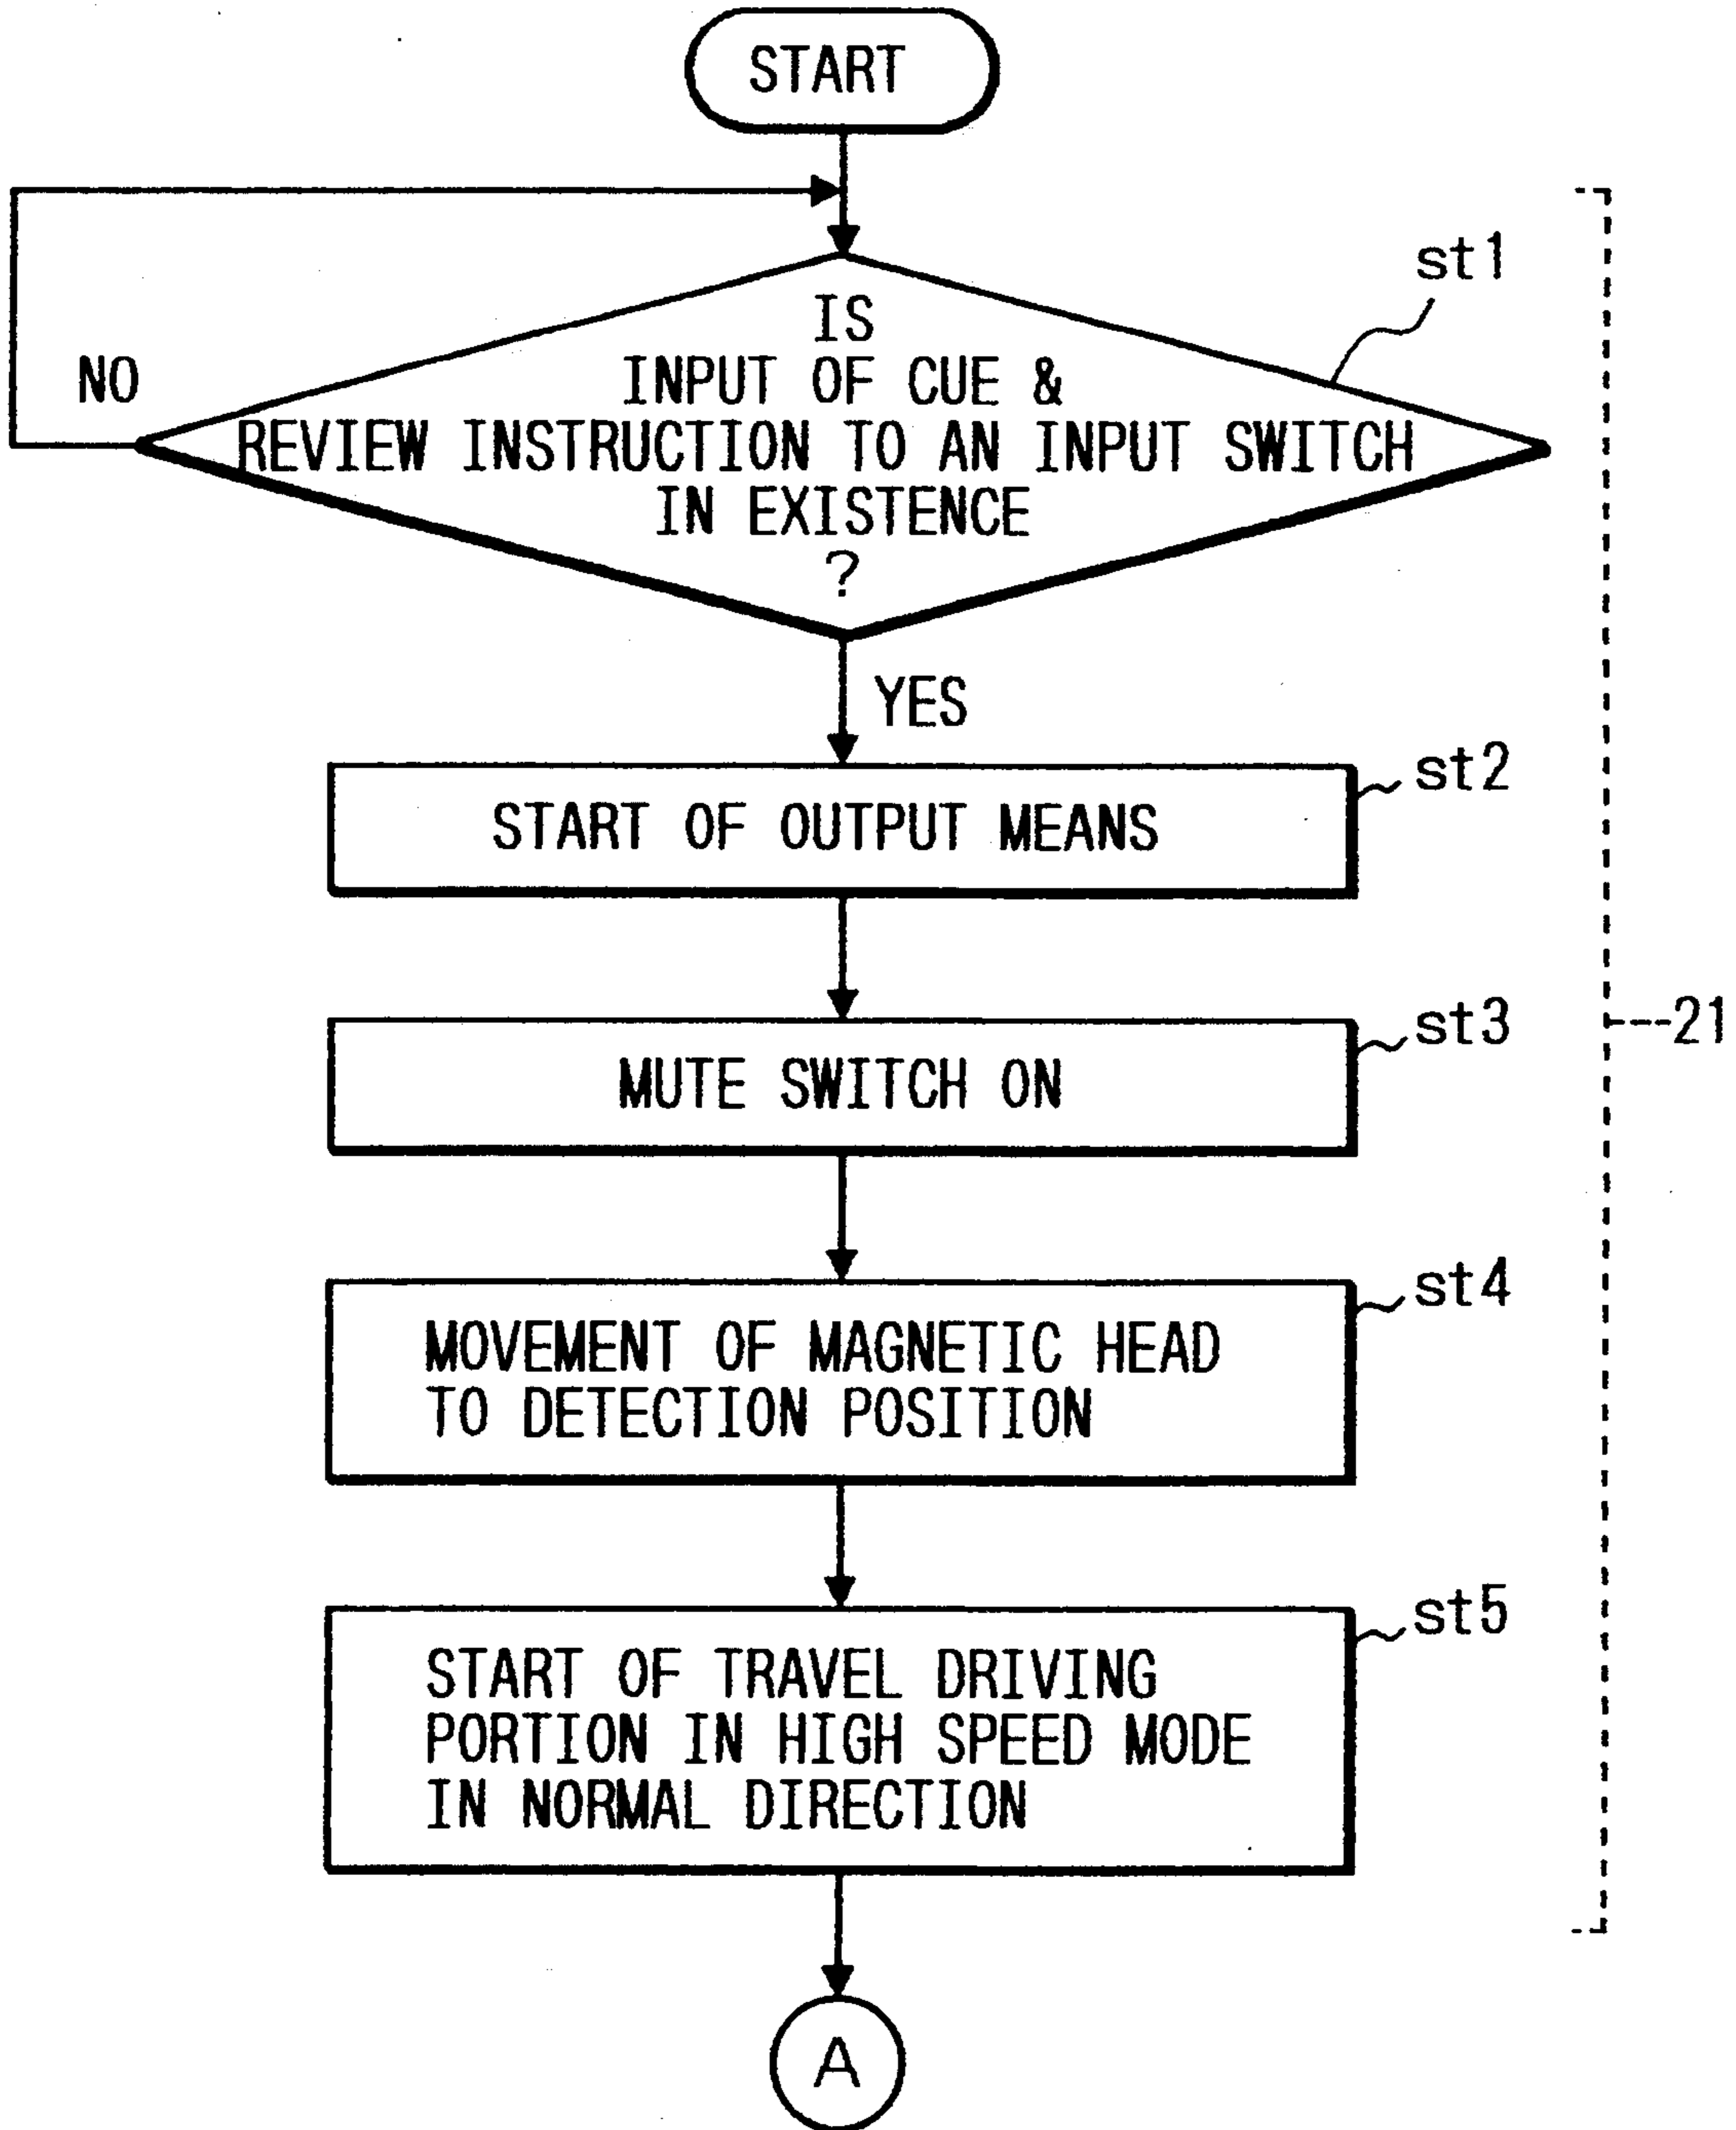 START
st1
IS
INPUT OF CUE &
NO
REVIEW INSTRUCTION TO AN INPUT SWITCH
IN EXISTENCE
?
YES
st2
START OF OUTPUT MEANS
st3
21
MUTE SWITCH ON
st4
MOVEMENT OF MAGNETIC HEAD
TO DETECTION POSITION
st5
START OF TRAVEL DRIVING
PORTION IN HIGH SPEED MODE
IN NORMAL DIRECTION
A